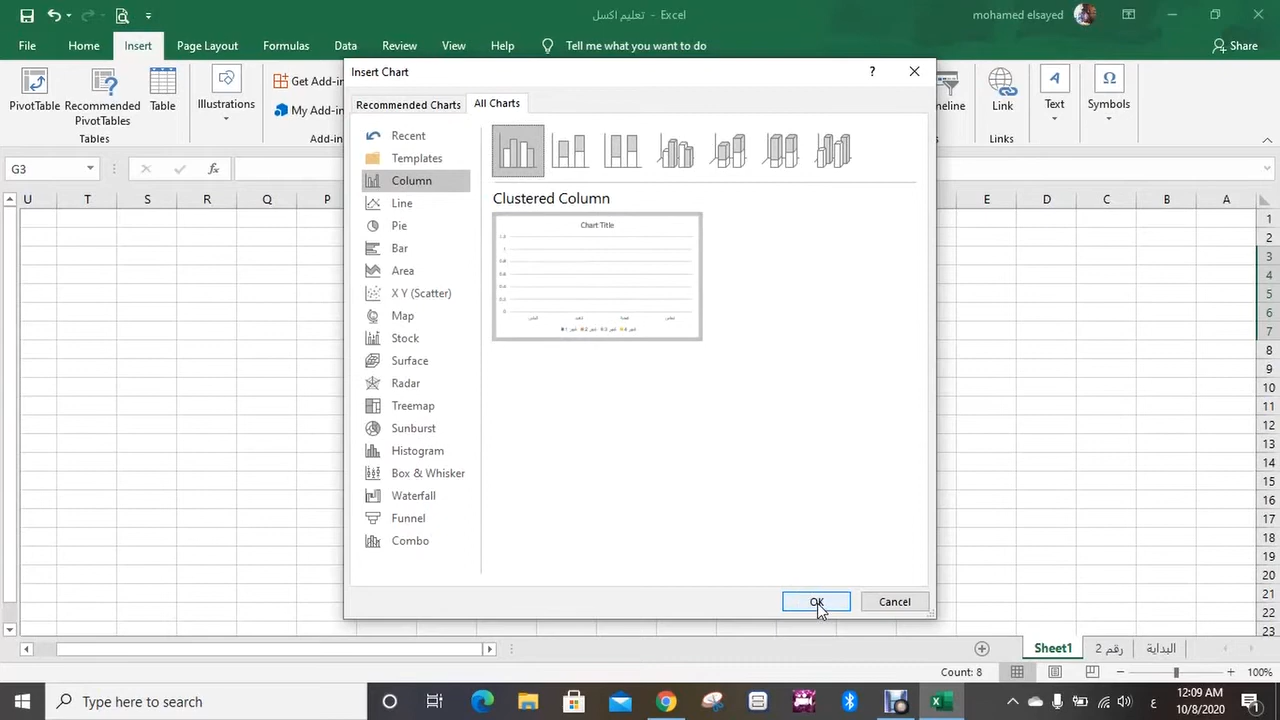 تعليم اكسل - Excel
mohamed elsayed
File Home Insert Page Layout Formulas Data Review View Help Tell me what you want to do Share
PivotTable
Recommended PivotTables
Table
Tables
Illustrations
Get Add-in
My Add-in
Add-in
neline
Link
Links
Text
Symbols
Insert Chart
?
Recommended Charts
All Charts
Recent
Templates
Column
Line
Pie
Bar
Area
X Y (Scatter)
Map
Stock
Surface
Radar
Treemap
Sunburst
Histogram
Box & Whisker
Waterfall
Funnel
Combo
Clustered Column
Chart Title
OK
Cancel
G3
fx
U T S R Q P E D C B A
1
2
3
4
5
6
7
8
9
10
11
12
13
14
15
16
17
18
19
20
21
22
23
Sheet1
رقم 2
البداية
Count: 8
100%
Type here to search
ع
12:09 AM
10/8/2020